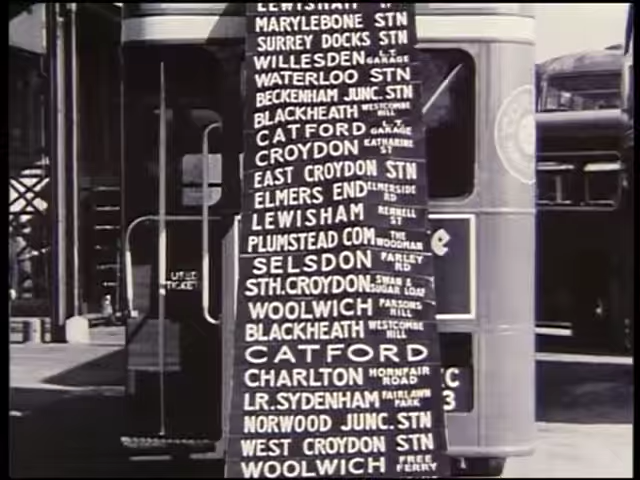 LEWISHAM
MARYLEBONE STN
SURREY DOCKS STN
WILLESDEN L.T. GARAGE
WATERLOO STN
BECKENHAM JUNC. STN
BLACKHEATH WESTCOMBE HILL
CATFORD L.T. GARAGE
CROYDON KATHARINE ST
EAST CROYDON STN
ELMERS END ELMERSIDE RD
LEWISHAM RENNELL ST
PLUMSTEAD COM THE WOODMAN
SELSDON FARLEY RD
STH. CROYDON SWAN & SUGAR LOAF
WOOLWICH PARSONS HILL
BLACKHEATH WESTCOMBE HILL
CATFORD
CHARLTON HORNFAIR ROAD
LR. SYDENHAM FAIRLAWN PARK
NORWOOD JUNC. STN
WEST CROYDON STN
WOOLWICH FREE FERRY
USED TICKETS
e